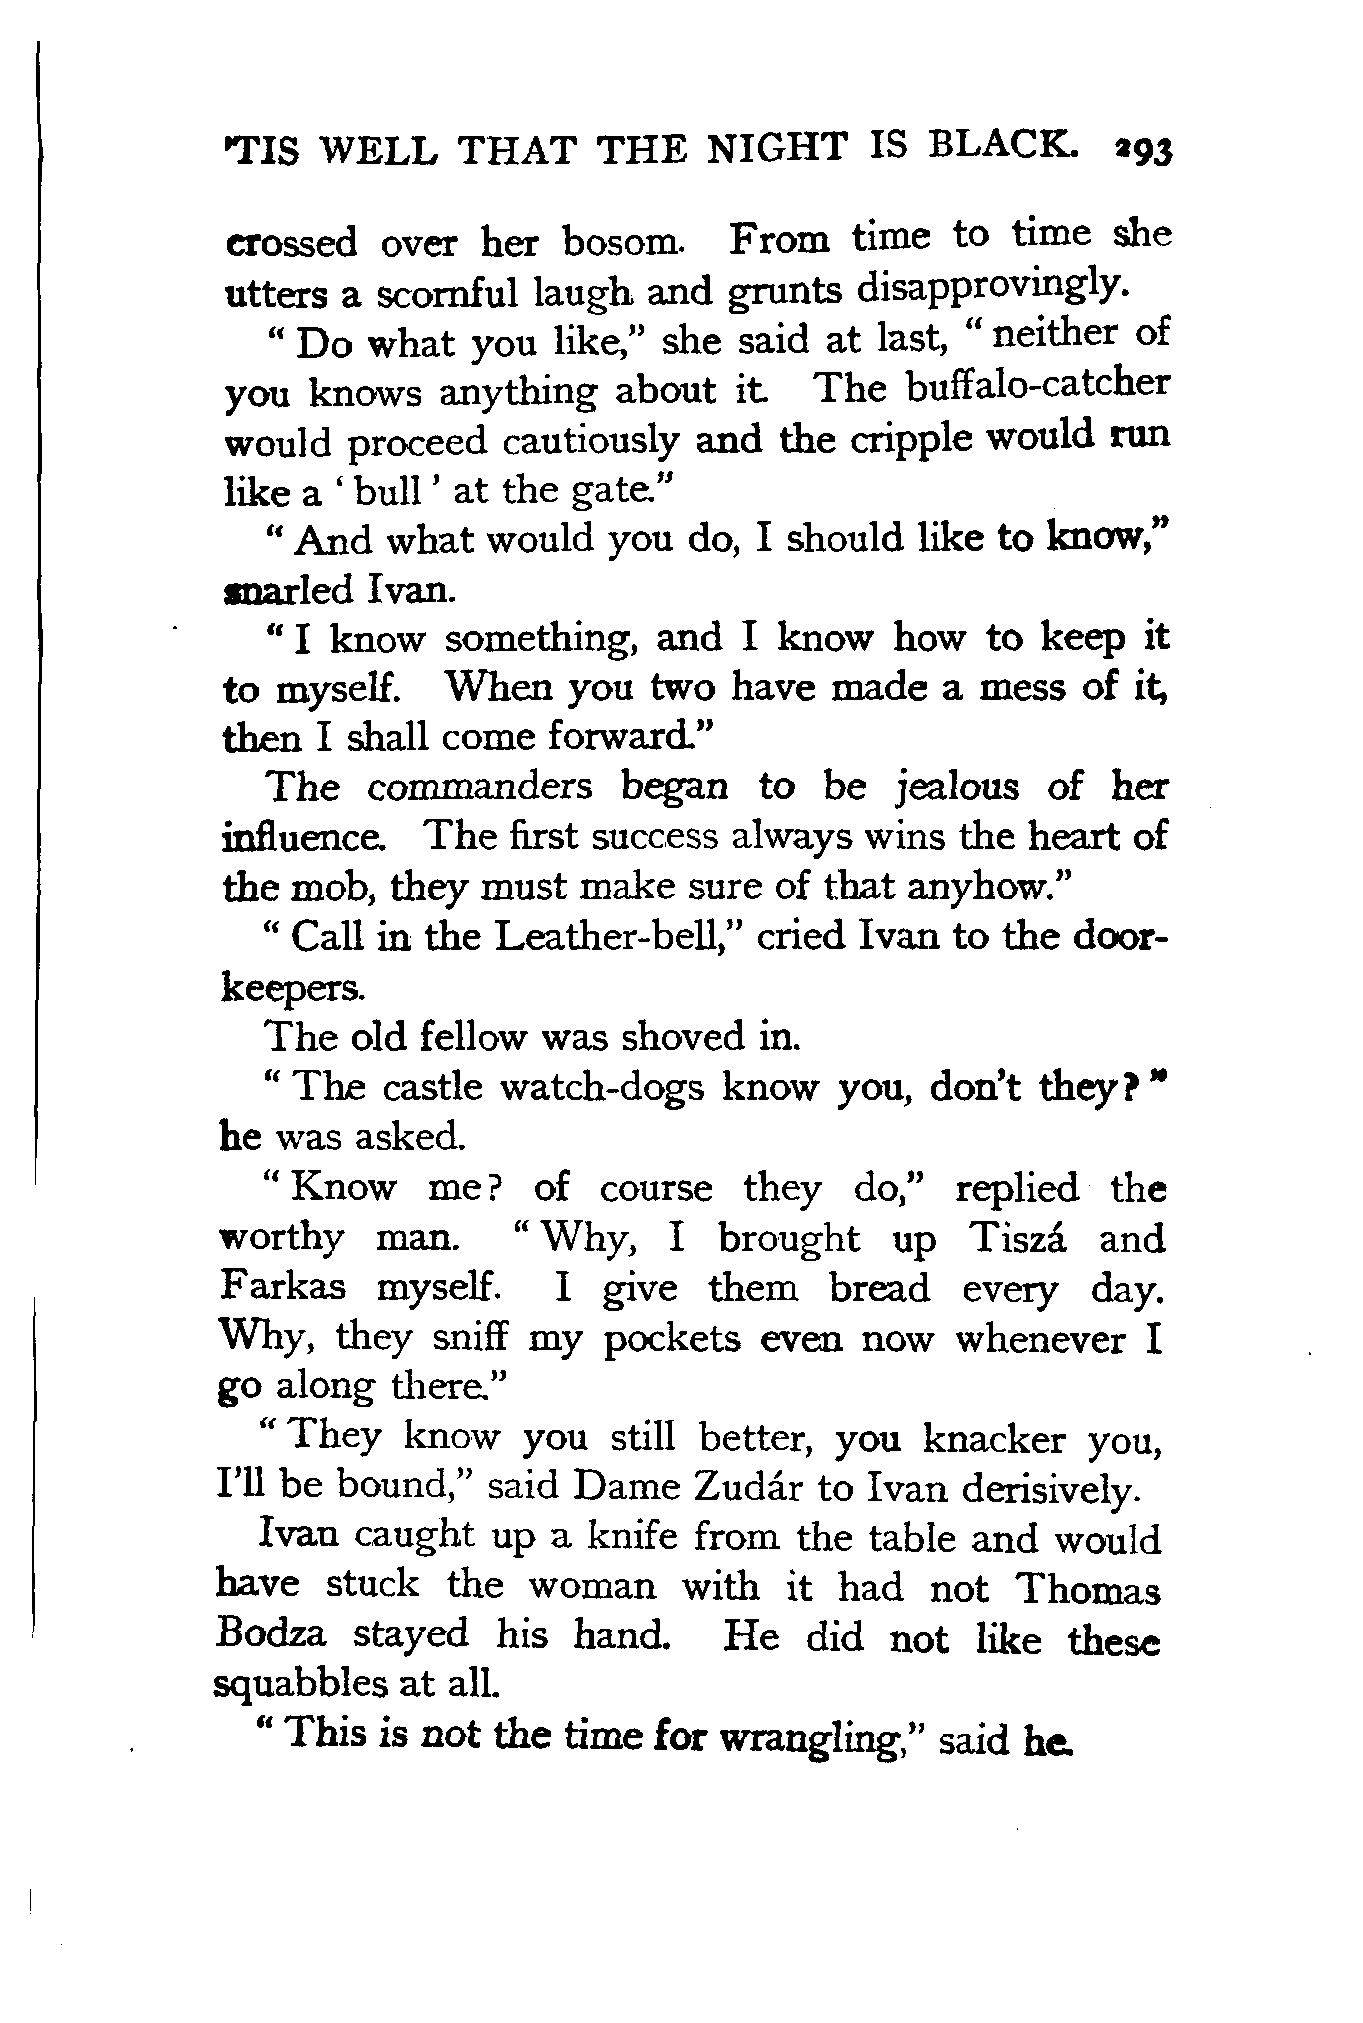 'TIS WELL THAT THE NIGHT IS BLACK. 293
crossed over her bosom. From time to time she
utters a scornful laugh and grunts disapprovingly.
“ Do what you like,” she said at last, “ neither of
you knows anything about it. The buffalo-catcher
would proceed cautiously and the cripple would run
like a ‘ bull ’ at the gate.”
“ And what would you do, I should like to know,”
snarled Ivan.
“ I know something, and I know how to keep it
to myself. When you two have made a mess of it,
then I shall come forward.”
The commanders began to be jealous of her
influence. The first success always wins the heart of
the mob, they must make sure of that anyhow.”
“ Call in the Leather-bell,” cried Ivan to the door-
keepers.
The old fellow was shoved in.
“ The castle watch-dogs know you, don't they? ”
he was asked.
“ Know me? of course they do,” replied the
worthy man. “ Why, I brought up Tiszá and
Farkas myself. I give them bread every day.
Why, they sniff my pockets even now whenever I
go along there.”
“ They know you still better, you knacker you,
I'll be bound,” said Dame Zudár to Ivan derisively.
Ivan caught up a knife from the table and would
have stuck the woman with it had not Thomas
Bodza stayed his hand. He did not like these
squabbles at all.
“ This is not the time for wrangling,” said he.